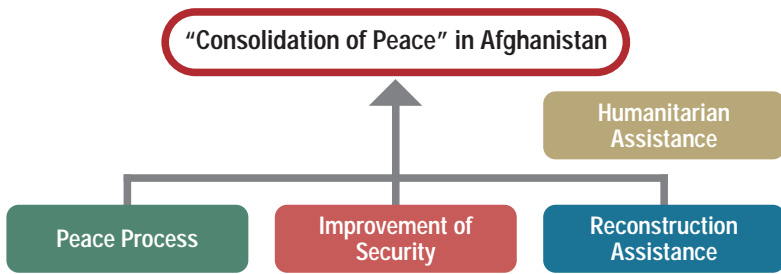 “Consolidation of Peace” in Afghanistan
Humanitarian
Assistance
Peace Process
Improvement of
Security
Reconstruction
Assistance